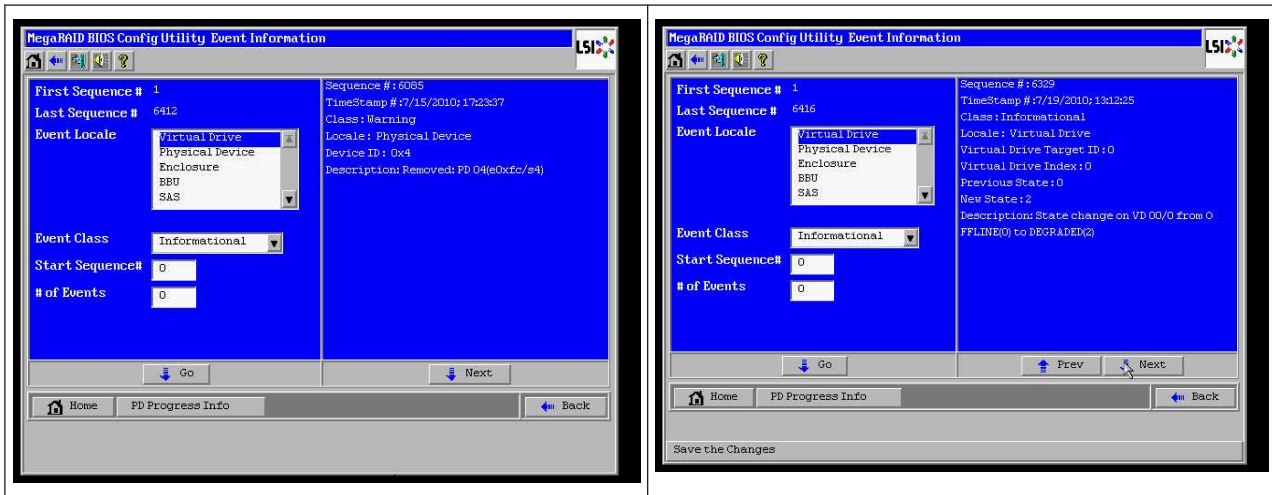 MegaRAID BIOS Config Utility Event Information
LSI
First Sequence # 1
Last Sequence # 6412
Event Locale
Virtual Drive
Physical Device
Enclosure
BBU
SAS
Event Class Informational
Start Sequence# 0
# of Events 0
Go
Sequence #:6085
TimeStamp #:7/15/2010; 17:23:37
Class: Warning
Locale: Physical Device
Device ID: 0x4
Description: Removed: PD 04(e0xfc/s4)
Next
Home
PD Progress Info
Back
MegaRAID BIOS Config Utility Event Information
LSI
First Sequence # 1
Last Sequence # 6416
Event Locale
Virtual Drive
Physical Device
Enclosure
BBU
SAS
Event Class Informational
Start Sequence# 0
# of Events 0
Go
Sequence #:6329
TimeStamp #:7/19/2010; 13:12:25
Class: Informational
Locale: Virtual Drive
Virtual Drive Target ID:0
Virtual Drive Index:0
Previous State:0
New State:2
Description: State change on VD 00/0 from O
FFLINE(0) to DEGRADED(2)
Prev
Next
Home
PD Progress Info
Back
Save the Changes